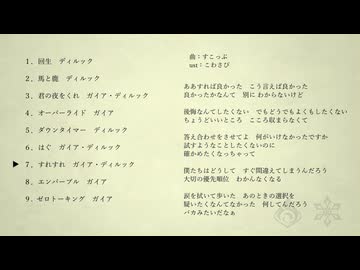 1．回生　ディルック
2．馬と鹿　ディルック
3．君の夜をくれ　ガイア・ディルック
4．オーバーライド　ガイア
5．ダウンタイマー　ディルック
6．はぐ　ガイア・ディルック
▶ 7．すれすれ　ガイア・ディルック
8．エンパープル　ガイア
9．ゼロトーキング　ガイア
曲：すこっぷ
ust：こわさび
ああすれば良かった　こう言えば良かった
良かったかなんて　別に わからないけど
後悔なんてしたくない　でもどうでもよくもしたくない
ちょうどいいところ　こころ収まらなくて
答え合わせをさせてよ　何がいけなかったですか
試すようなことしたくないのに
確かめたくなっちゃって
僕たちはどうして　すぐ間違えてしまうんだろう
大切の優先順位　わかんなくなる
涙を拭いて歩いた　あのときの選択を
疑いたくなんてなかった　何してんだろう
バカみたいだなぁ